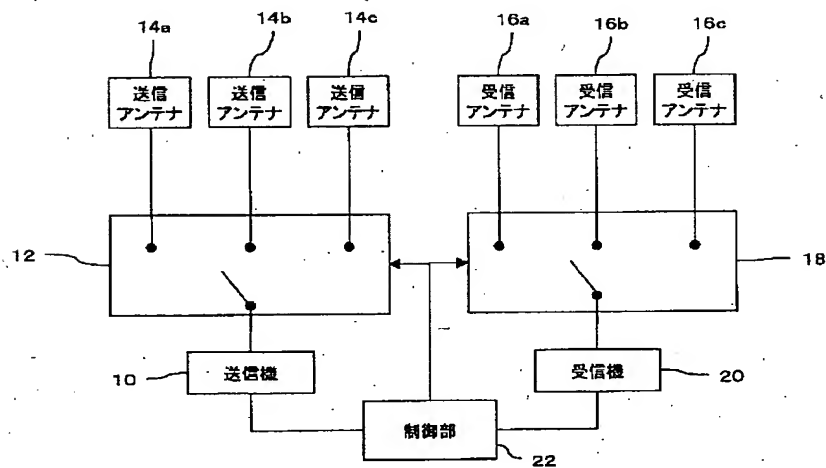 14a
14b
14c
16a
16b
16c
送信
アンテナ
送信
アンテナ
送信
アンテナ
受信
アンテナ
受信
アンテナ
受信
アンテナ
12
18
10
送信機
受信機
20
制御部
22